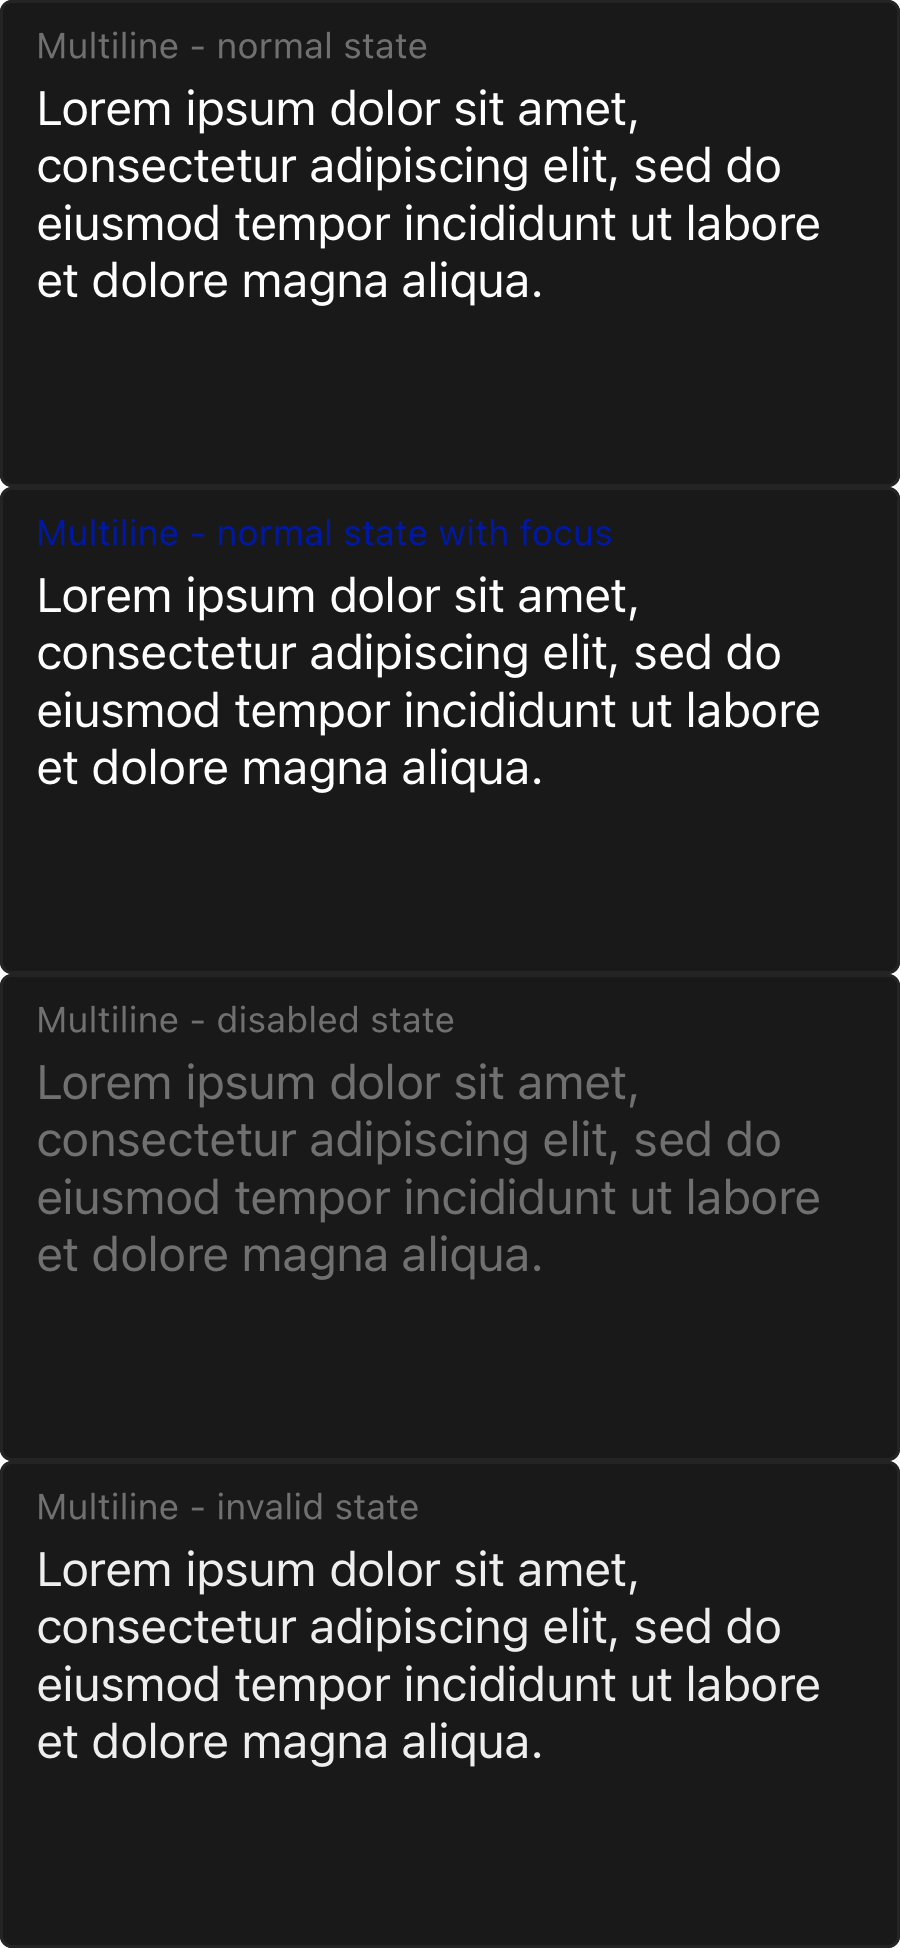 Multiline - normal state
Lorem ipsum dolor sit amet,
consectetur adipiscing elit, sed do
eiusmod tempor incididunt ut labore
et dolore magna aliqua.
Multiline - normal state with focus
Lorem ipsum dolor sit amet,
consectetur adipiscing elit, sed do
eiusmod tempor incididunt ut labore
et dolore magna aliqua.
Multiline - disabled state
Lorem ipsum dolor sit amet,
consectetur adipiscing elit, sed do
eiusmod tempor incididunt ut labore
et dolore magna aliqua.
Multiline - invalid state
Lorem ipsum dolor sit amet,
consectetur adipiscing elit, sed do
eiusmod tempor incididunt ut labore
et dolore magna aliqua.